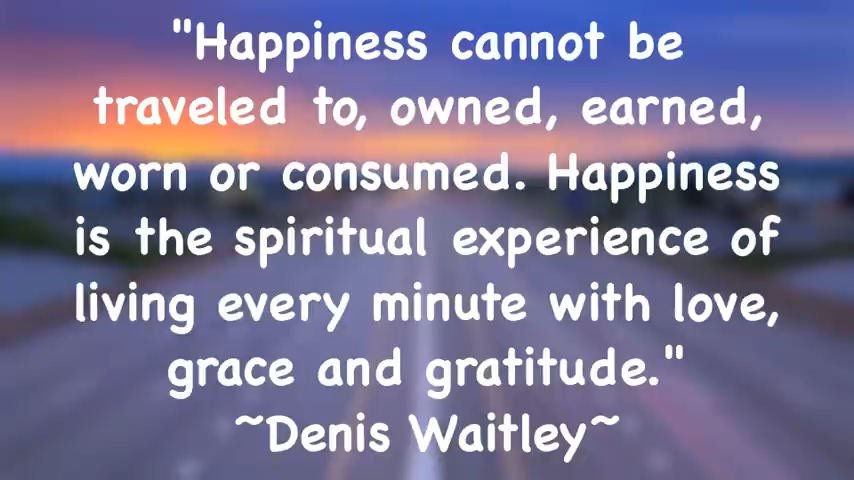 "Happiness cannot be
traveled to, owned, earned,
worn or consumed. Happiness
is the spiritual experience of
living every minute with love,
grace and gratitude."
~Denis Waitley~